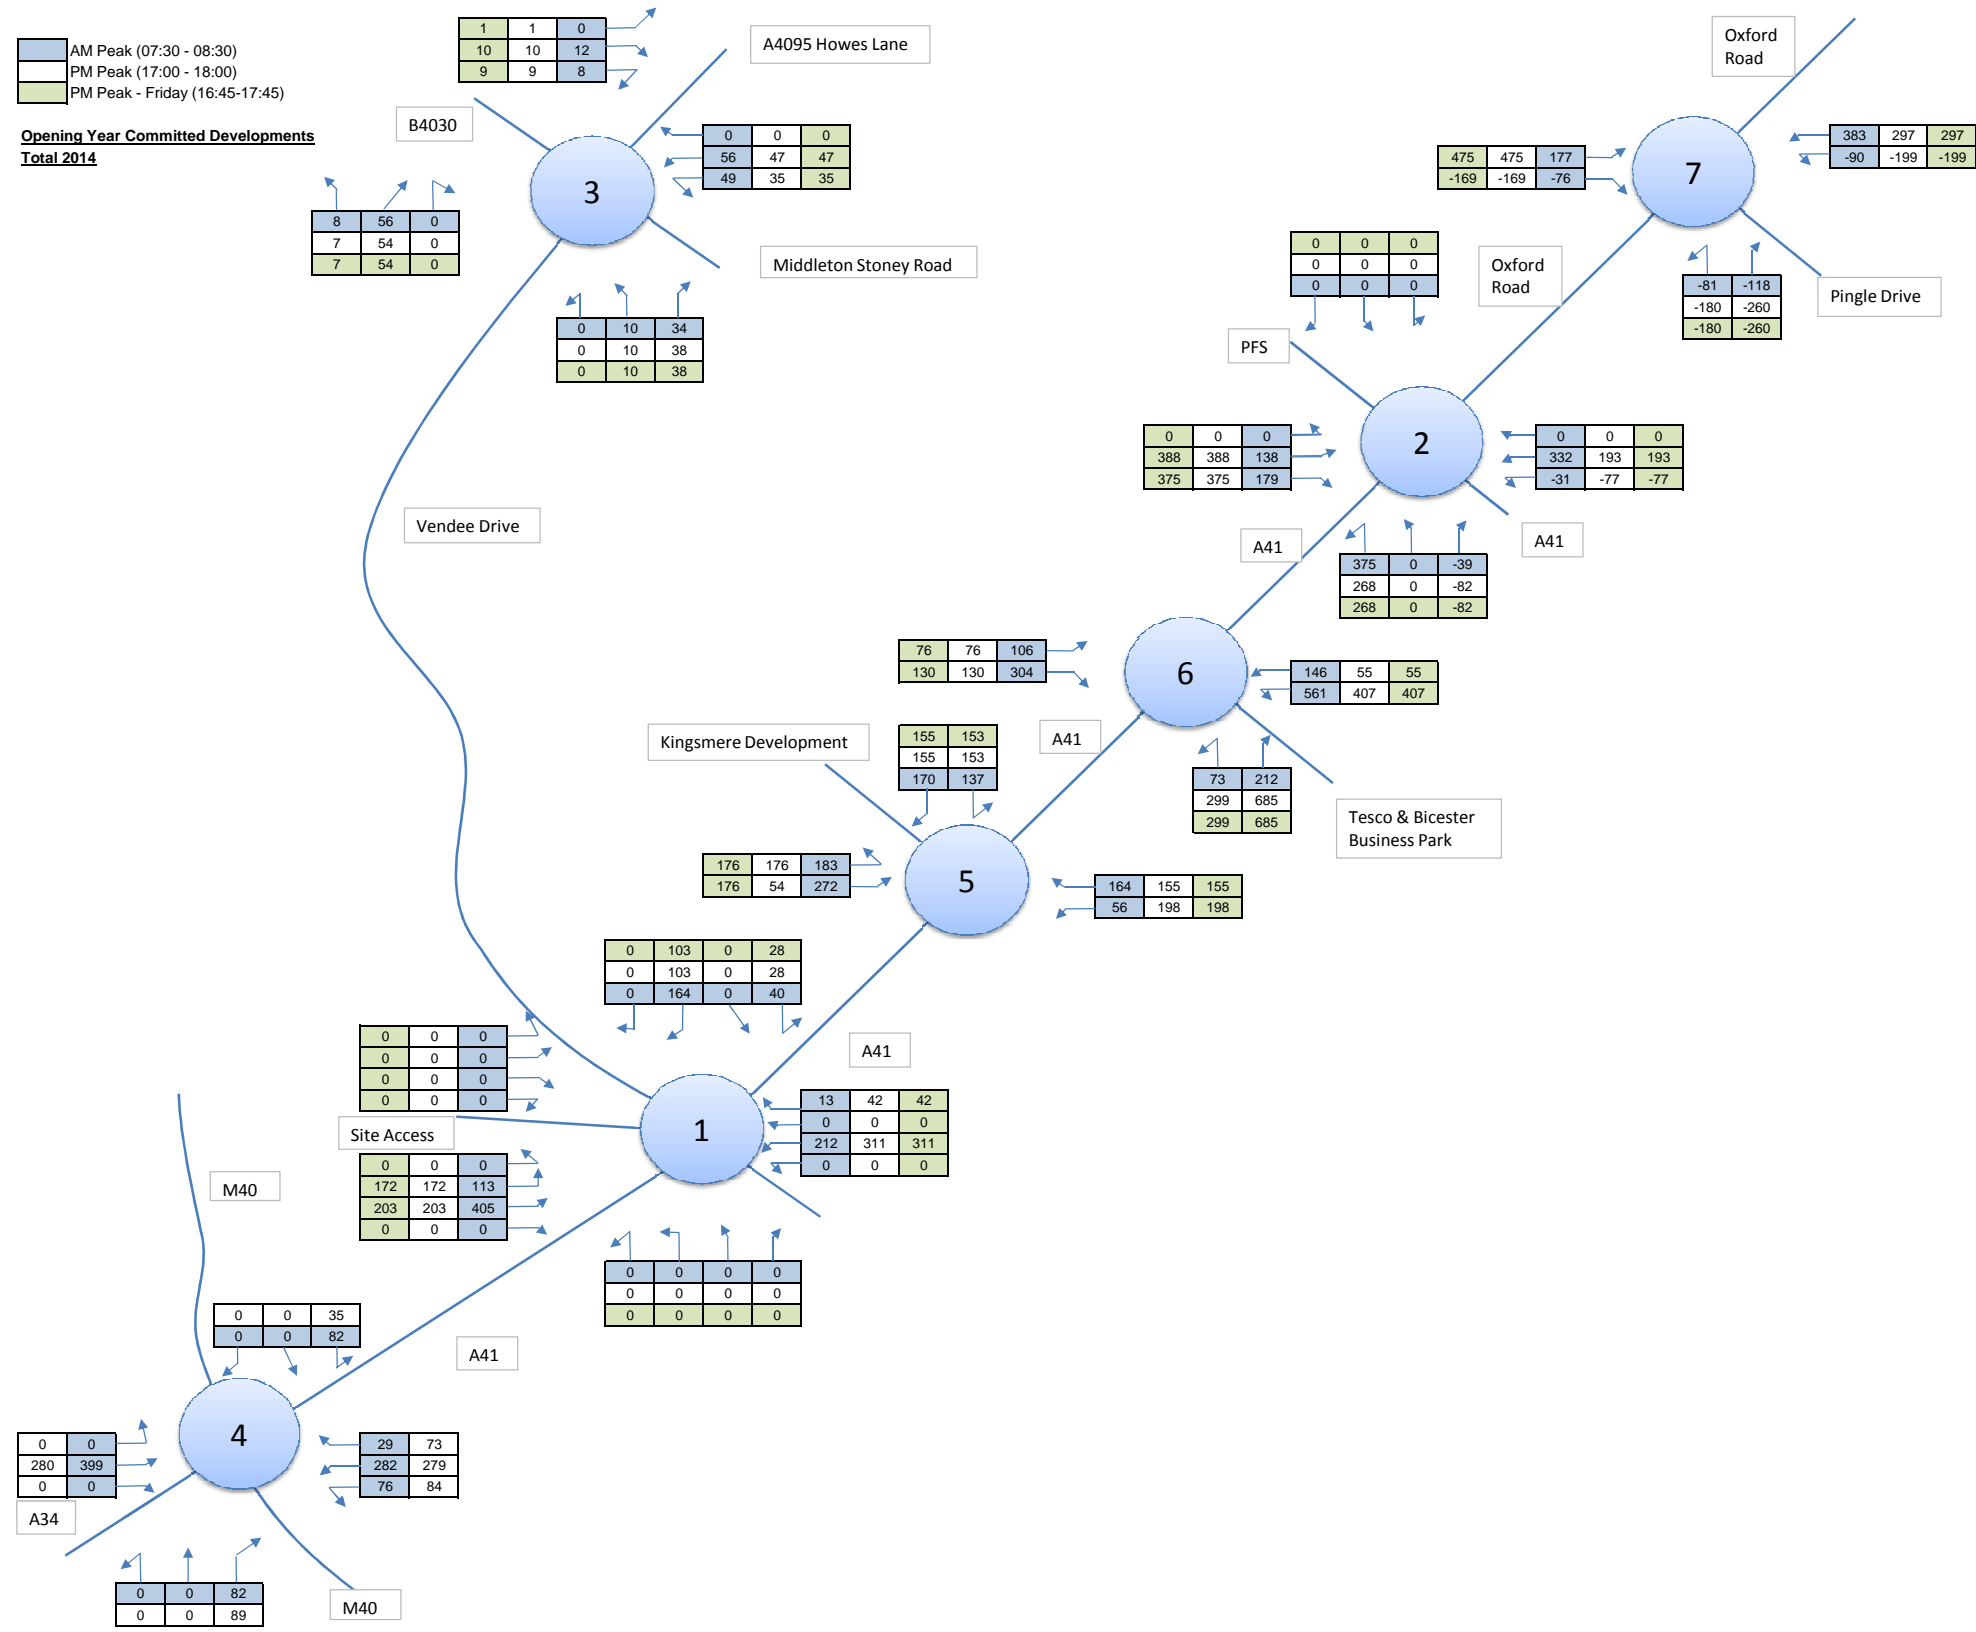 AM Peak (07:30 - 08:30)
PM Peak (17:00 - 18:00)
PM Peak - Friday (16:45-17:45)
Opening Year Committed Developments
Total 2014
1 1 0
10 10 12
9 9 8
A4095 Howes Lane
B4030
3
0 0 0
56 47 47
49 35 35
8 56 0
7 54 0
7 54 0
Middleton Stoney Road
0 10 34
0 10 38
0 10 38
Oxford
Road
7
383 297 297
-90 -199 -199
475 475 177
-169 -169 -76
Oxford
Road
-81 -118
-180 -260
-180 -260
Pingle Drive
0 0 0
0 0 0
0 0 0
PFS
2
0 0 0
388 388 138
375 375 179
0 0 0
332 193 193
-31 -77 -77
Vendee Drive
A41
A41
375 0 -39
268 0 -82
268 0 -82
76 76 106
130 130 304
6
146 55 55
561 407 407
Kingsmere Development
A41
155 153
155 153
170 137
73 212
299 685
299 685
Tesco & Bicester
Business Park
176 176 183
176 54 272
5
164 155 155
56 198 198
0 103 0 28
0 103 0 28
0 164 0 40
A41
0 0 0
0 0 0
0 0 0
0 0 0
Site Access
1
13 42 42
0 0 0
212 311 311
0 0 0
0 0 0
172 172 113
203 203 405
0 0 0
M40
0 0 0 0
0 0 0 0
0 0 0 0
0 0 35
0 0 82
A41
4
0 0
280 399
0 0
29 73
282 279
76 84
A34
0 0 82
0 0 89
M40